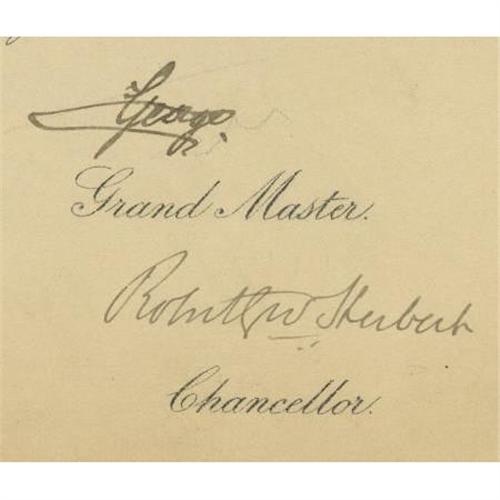 George
Grand Master.
Robert G W Herbert
Chancellor.